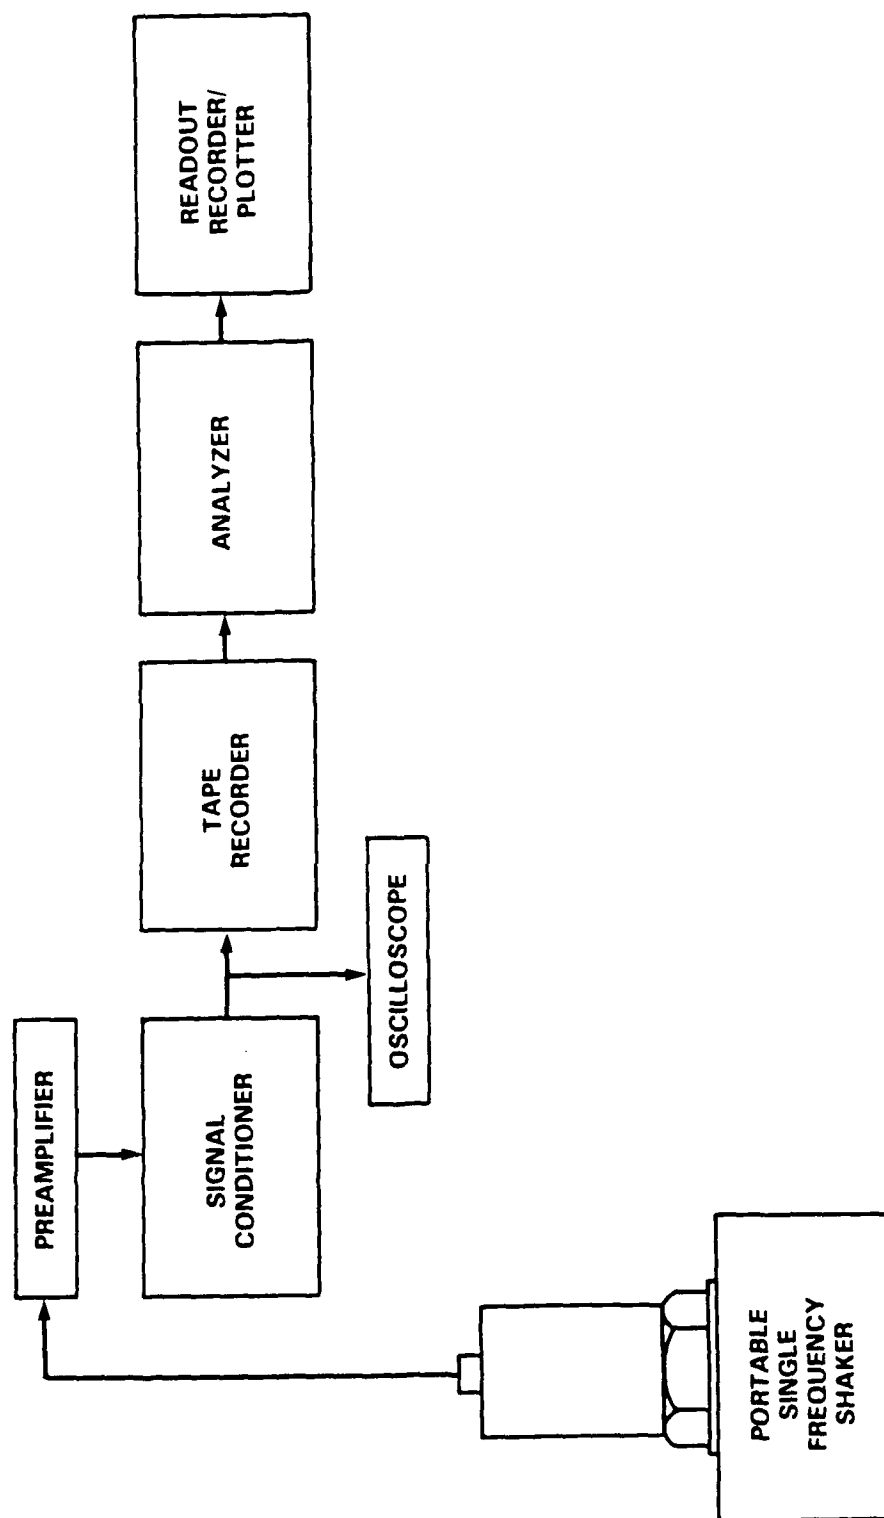 PREAMPLIFIER
SIGNAL
CONDITIONER
OSCILLOSCOPE
TAPE
RECORDER
ANALYZER
READOUT
RECORDER/
PLOTTER
PORTABLE
SINGLE
FREQUENCY
SHAKER